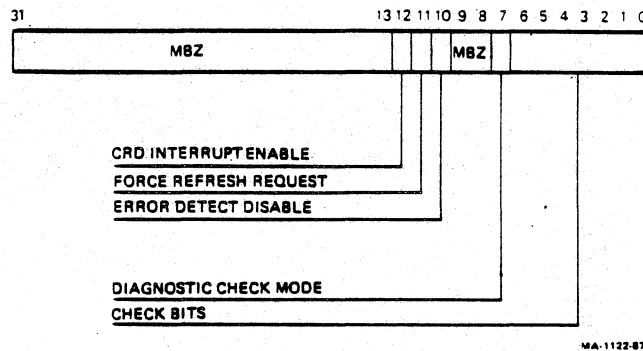 31 13 12 11 10 9 8 7 6 5 4 3 2 1 0
MBZ MBZ
CRD INTERRUPT ENABLE
FORCE REFRESH REQUEST
ERROR DETECT DISABLE
DIAGNOSTIC CHECK MODE
CHECK BITS
MA-1122-87